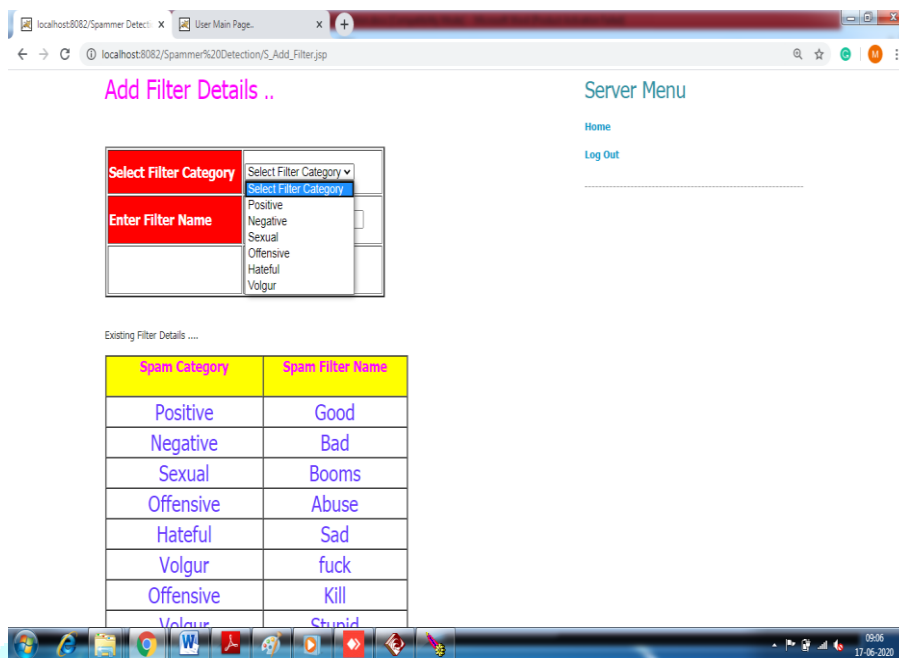 localhost:8082/Spammer Detecti
User Main Page..
localhost:8082/Spammer%20Detection/S_Add_Filter.jsp
M
Add Filter Details ..
Server Menu
Home
Log Out
Select Filter Category
Select Filter Category
Select Filter Category
Positive
Negative
Sexual
Offensive
Hateful
Volgur
Enter Filter Name
Existing Filter Details ....
Spam Category Spam Filter Name
Positive Good
Negative Bad
Sexual Booms
Offensive Abuse
Hateful Sad
Volgur fuck
Offensive Kill
Volgur Stupid
09:06
17-06-2020